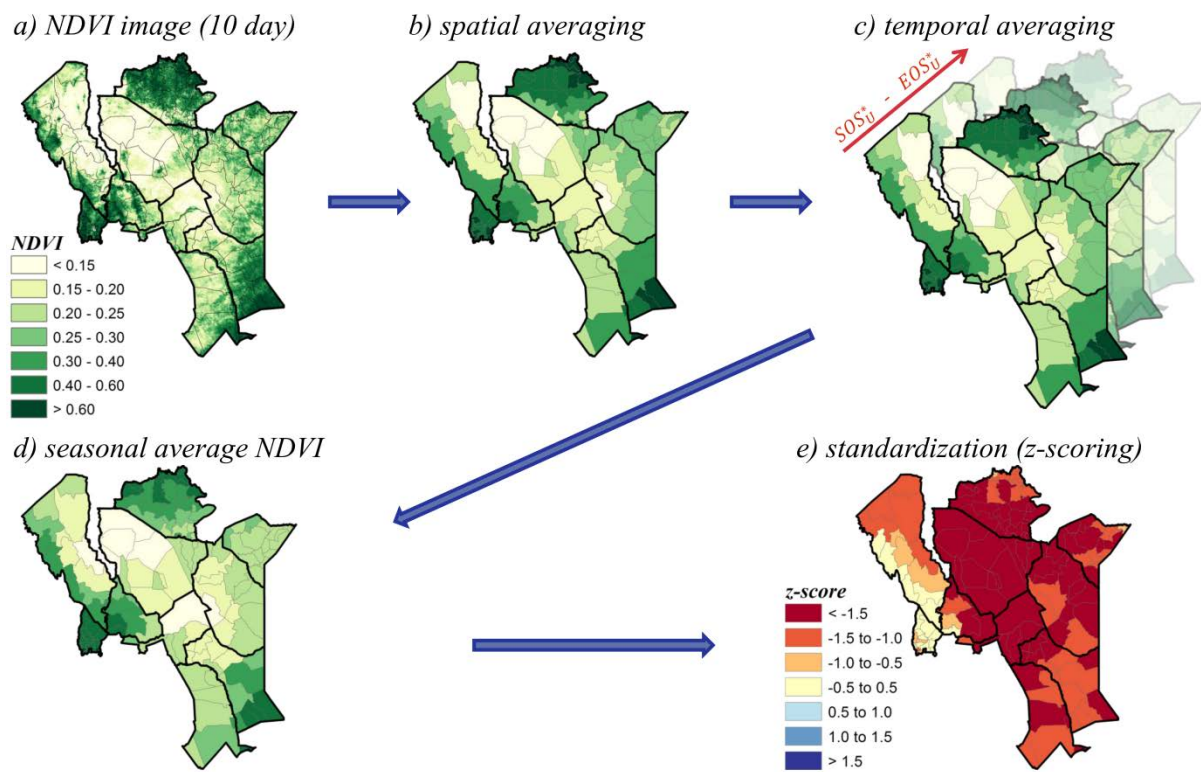 a) NDVI image (10 day)
b) spatial averaging
c) temporal averaging
SOS*U - EOS*U
NDVI
< 0.15
0.15 - 0.20
0.20 - 0.25
0.25 - 0.30
0.30 - 0.40
0.40 - 0.60
> 0.60
d) seasonal average NDVI
e) standardization (z-scoring)
z-score
< -1.5
-1.5 to -1.0
-1.0 to -0.5
-0.5 to 0.5
0.5 to 1.0
1.0 to 1.5
> 1.5